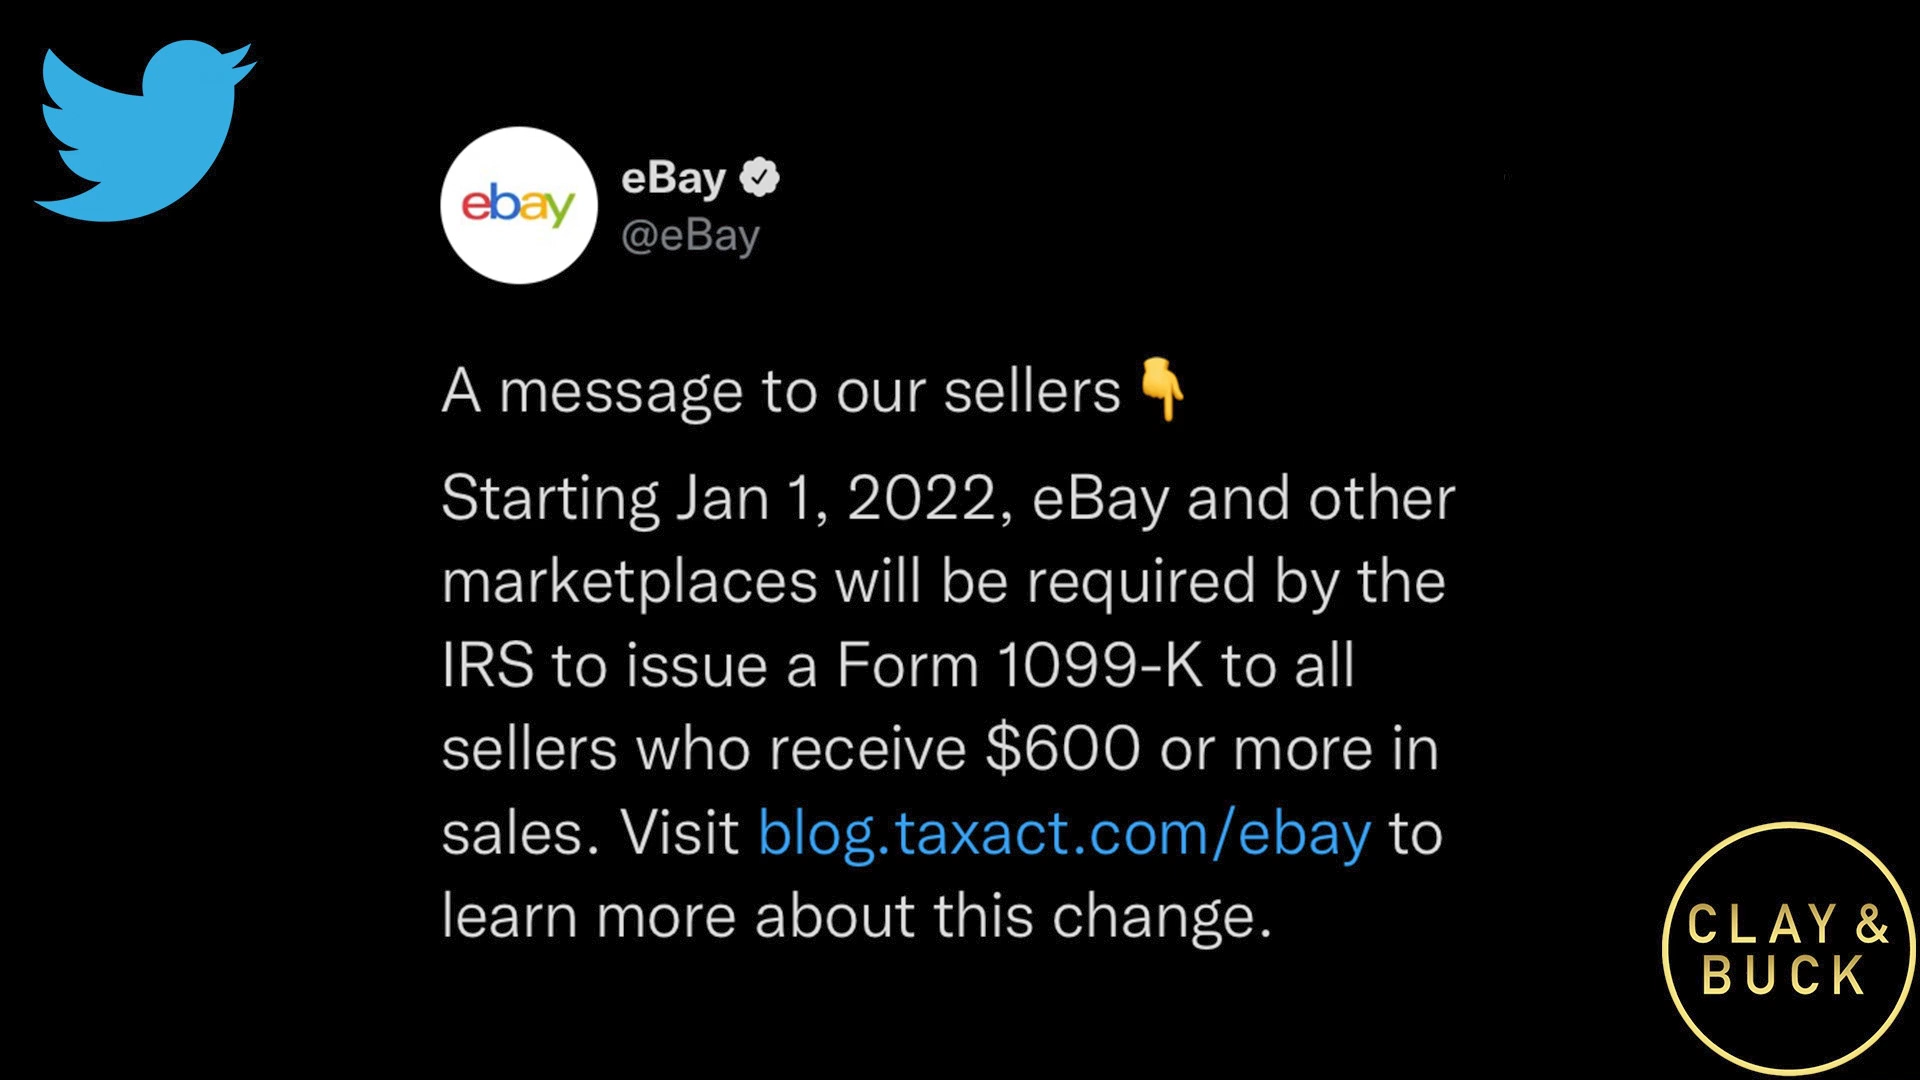 ebay
eBay
@eBay
A message to our sellers 👇
Starting Jan 1, 2022, eBay and other
marketplaces will be required by the
IRS to issue a Form 1099-K to all
sellers who receive $600 or more in
sales. Visit blog.taxact.com/ebay to
learn more about this change.
CLAY &
BUCK